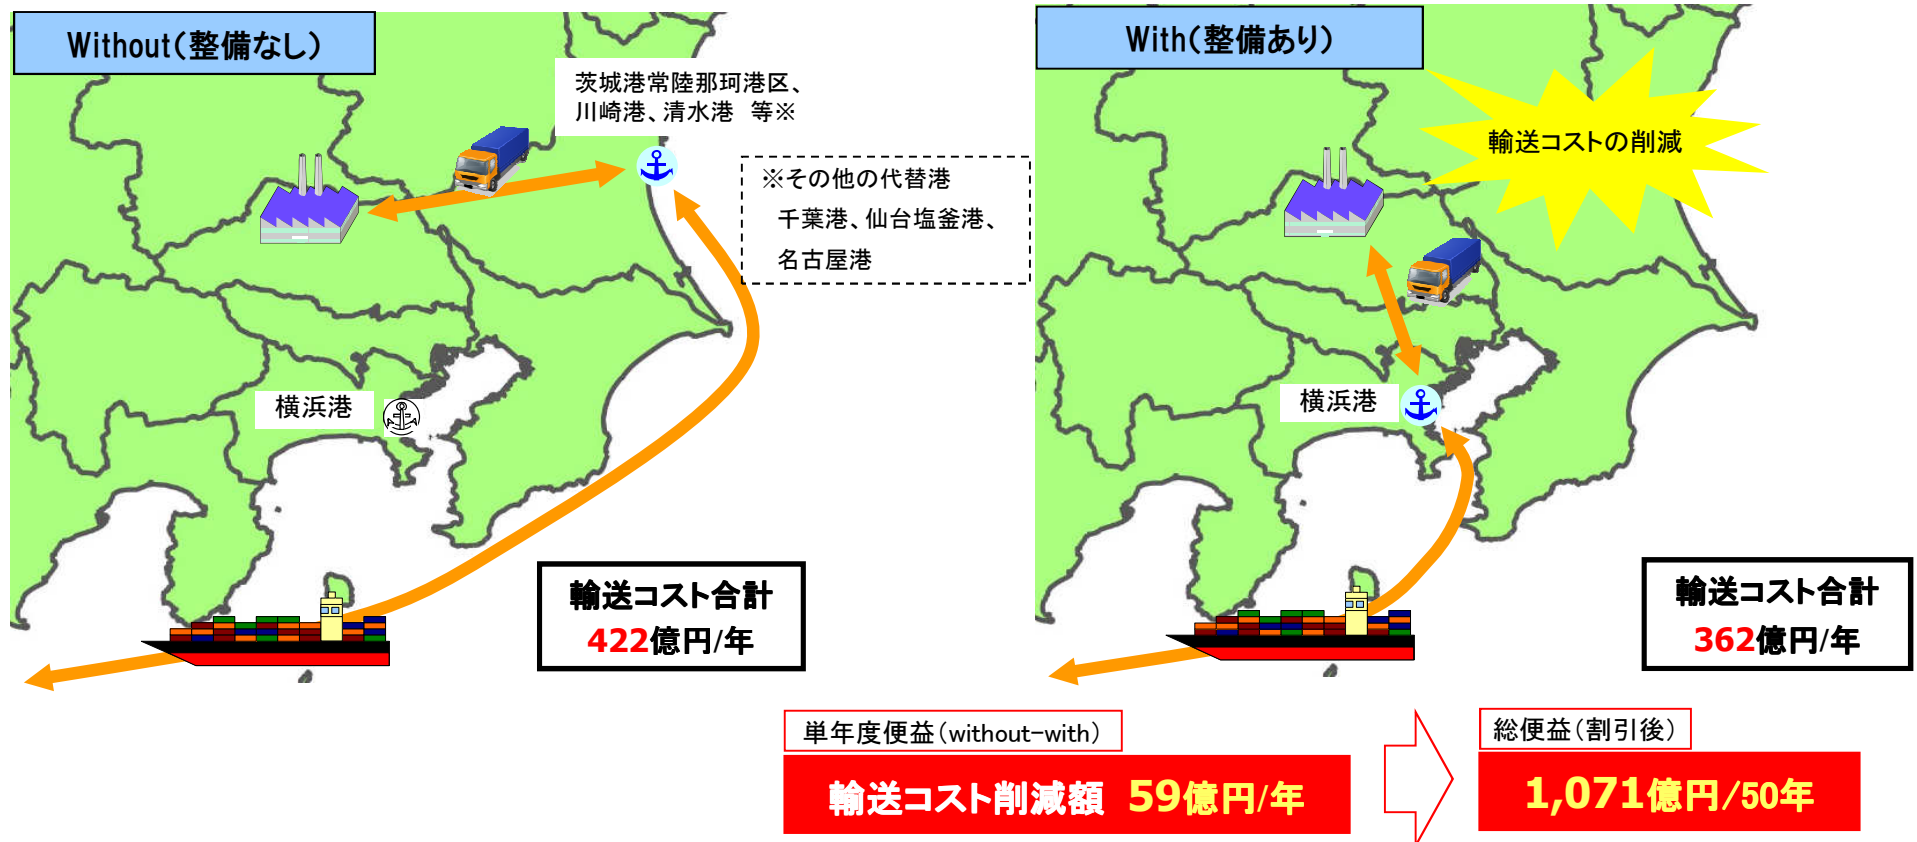 Without（整備なし）
茨城港常陸那珂港区、
川崎港、清水港　等※
※その他の代替港
千葉港、仙台塩釜港、
名古屋港
横浜港
輸送コスト合計
422億円/年
With（整備あり）
輸送コストの削減
横浜港
輸送コスト合計
362億円/年
単年度便益（without-with）
輸送コスト削減額 59億円/年
総便益（割引後）
1,071億円/50年